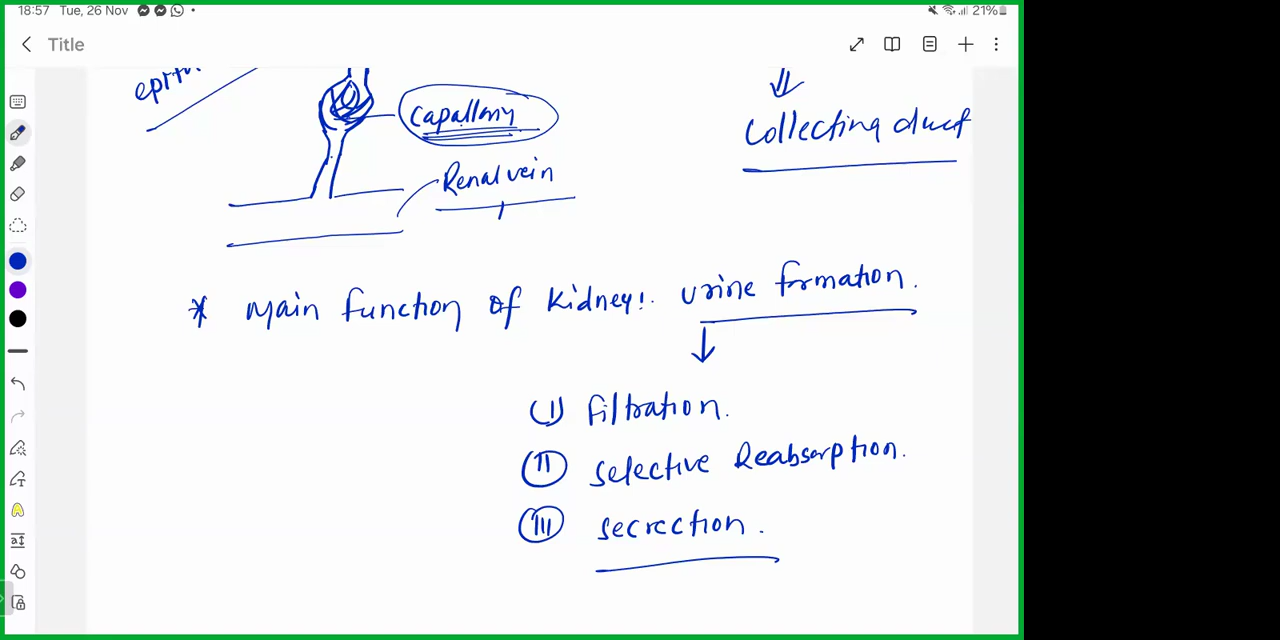 18:57 Tue, 26 Nov
21%
Title
capallary
collecting duct
Renal vein
* Main function of kidney:. urine formation.
(I) filtration.
(II) selective Reabsorption.
(III) secrection.